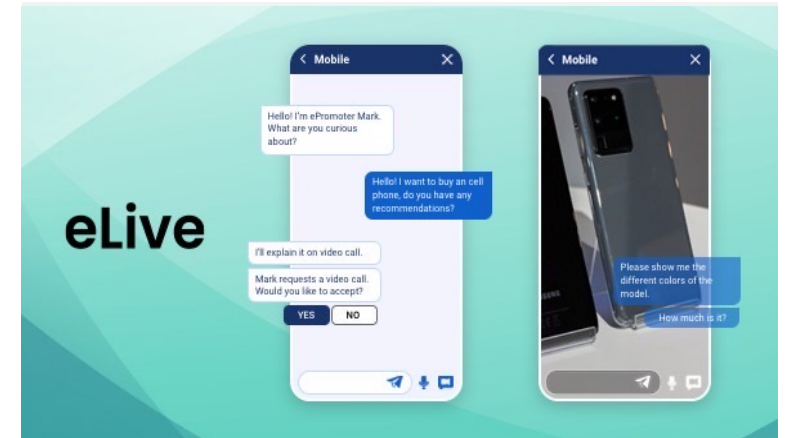 eLive
Mobile
Hello! I'm ePromoter Mark.
What are you curious
about?
Hello! I want to buy an cell
phone, do you have any
recommendations?
I'll explain it on video call.
Mark requests a video call.
Would you like to accept?
YES
NO
Mobile
Please show me the
different colors of the
model.
How much is it?
SAMSUNG